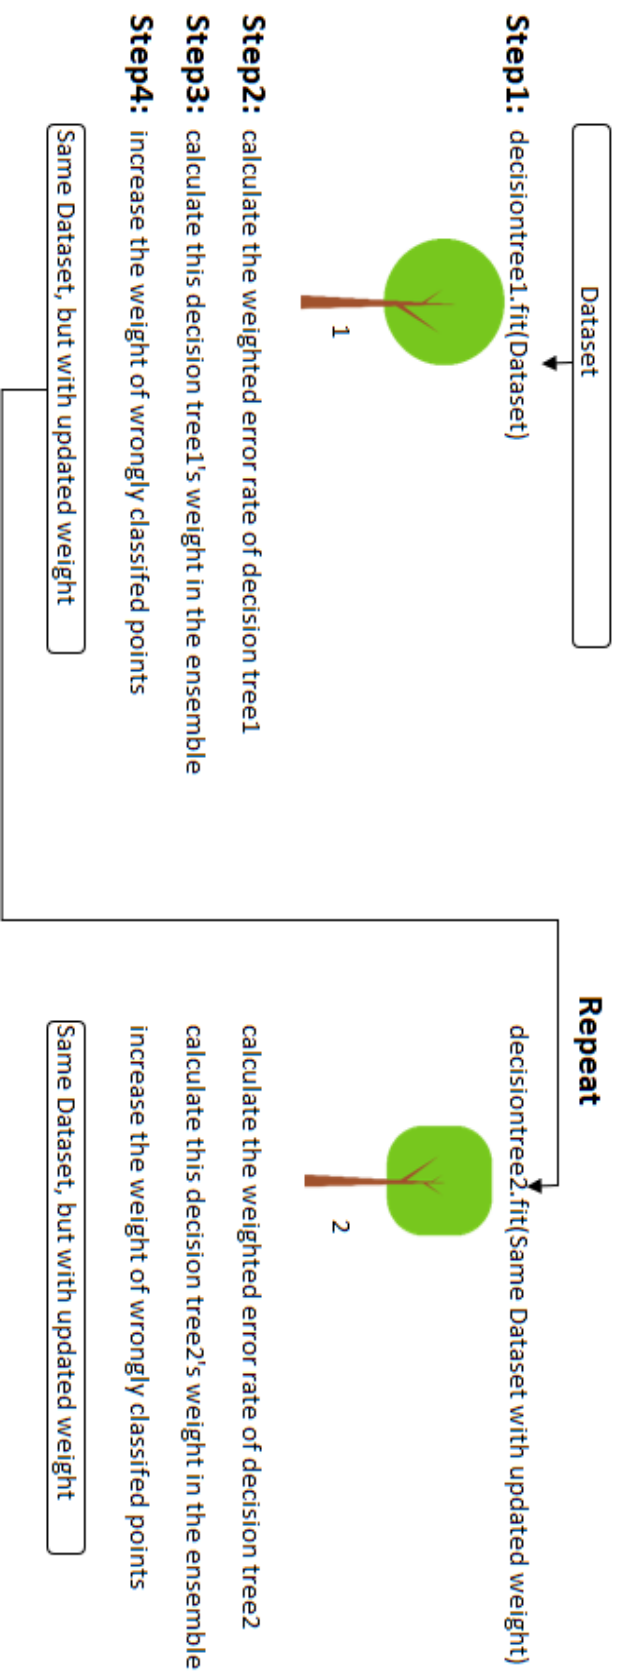 Dataset
Step1: decisiontree1.fit(Dataset)
1
Step2: calculate the weighted error rate of decision tree1
Step3: calculate this decision tree1's weight in the ensemble
Step4: increase the weight of wrongly classifed points
Same Dataset, but with updated weight
Repeat
decisiontree2.fit(Same Dataset with updated weight)
2
calculate the weighted error rate of decision tree2
calculate this decision tree2's weight in the ensemble
increase the weight of wrongly classifed points
Same Dataset, but with updated weight